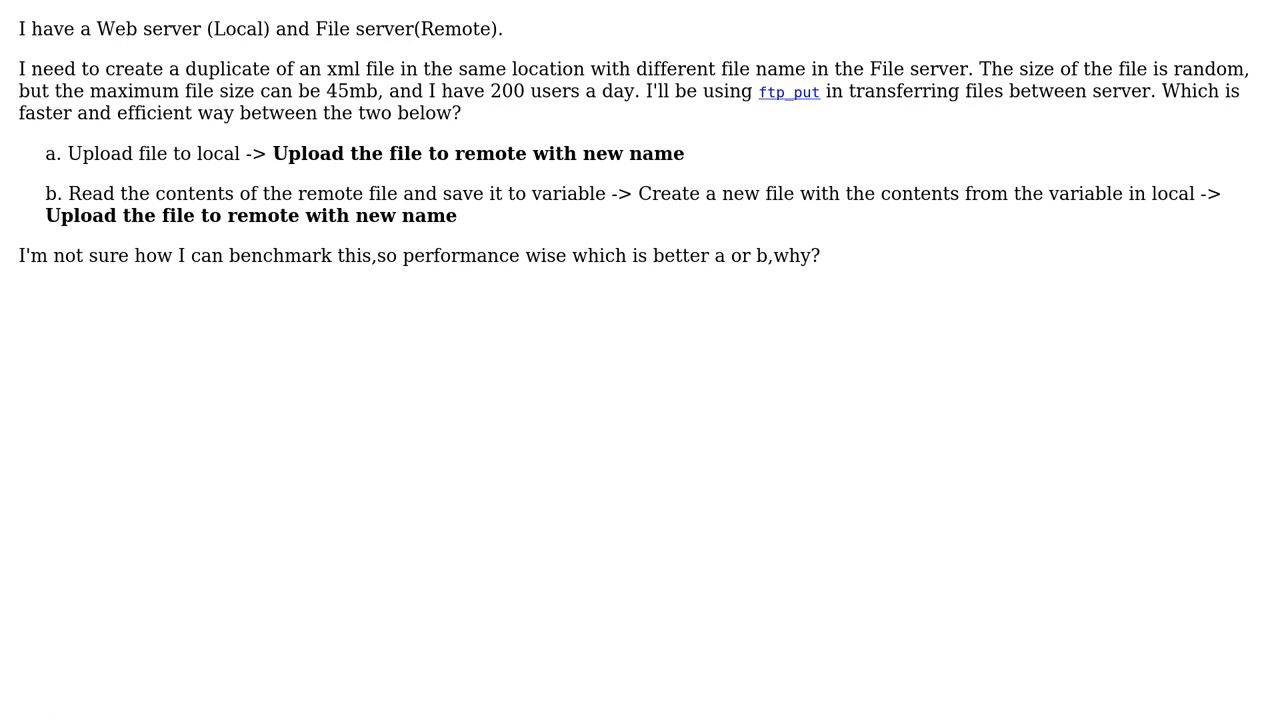 I have a Web server (Local) and File server(Remote).
I need to create a duplicate of an xml file in the same location with different file name in the File server. The size of the file is random,
but the maximum file size can be 45mb, and I have 200 users a day. I'll be using ftp_put in transferring files between server. Which is
faster and efficient way between the two below?
a. Upload file to local -> Upload the file to remote with new name
b. Read the contents of the remote file and save it to variable -> Create a new file with the contents from the variable in local ->
Upload the file to remote with new name
I'm not sure how I can benchmark this,so performance wise which is better a or b,why?